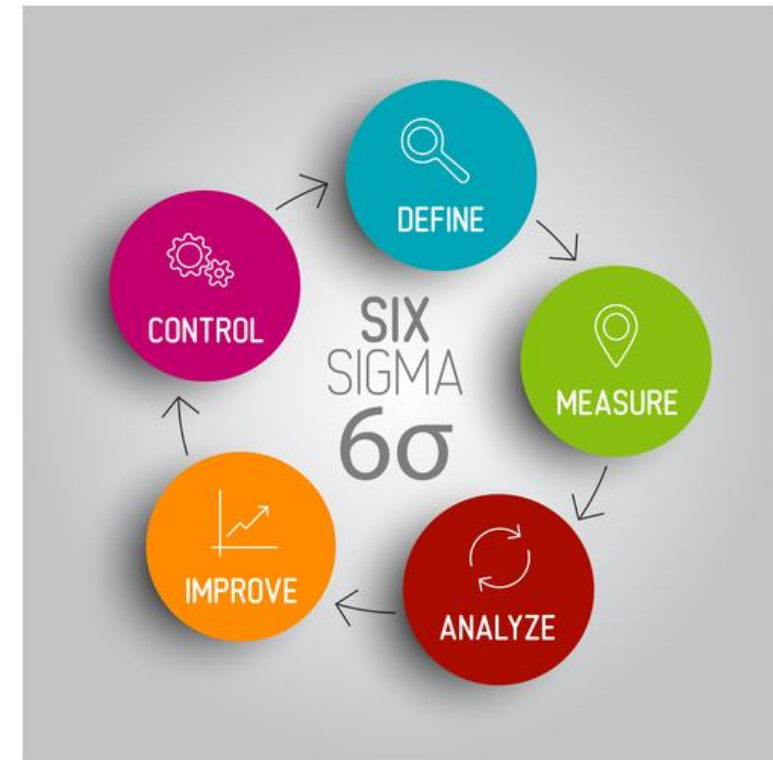 DEFINE
CONTROL
SIX
SIGMA
6σ
MEASURE
IMPROVE
ANALYZE